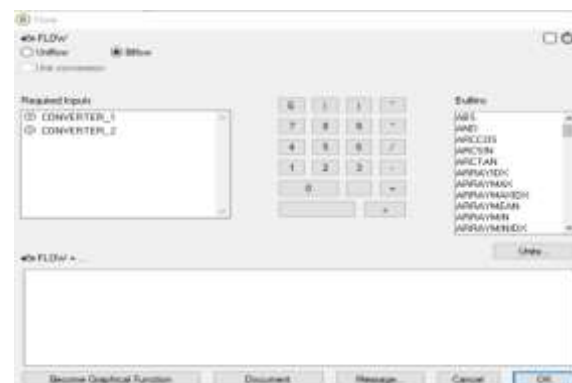 FLOW
Uniflow Biflow
Unit conversion
Required Inputs
CONVERTER_1
CONVERTER_2
E ( ) ^
7 8 9 *
4 5 6 /
1 2 3 -
0 . +
Builtins
ABS
AND
ARCCOS
ARCSIN
ARCTAN
ARRAYIDX
ARRAYMAX
ARRAYMAXIDX
ARRAYMEAN
ARRAYMIN
ARRAYMINIDX
Units...
FLOW = ...
Become Graphical Function Document Message... Cancel OK